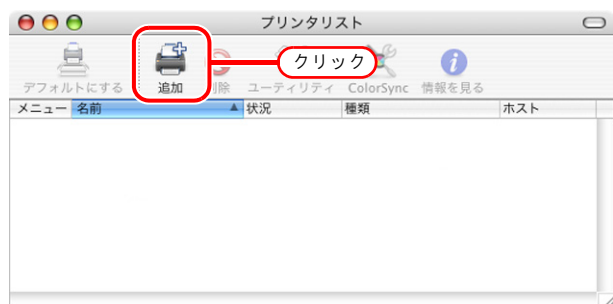 プリンタリスト
クリック
デフォルトにする 追加 削除 ユーティリティ ColorSync 情報を見る
メニュー 名前 状況 種類 ホスト